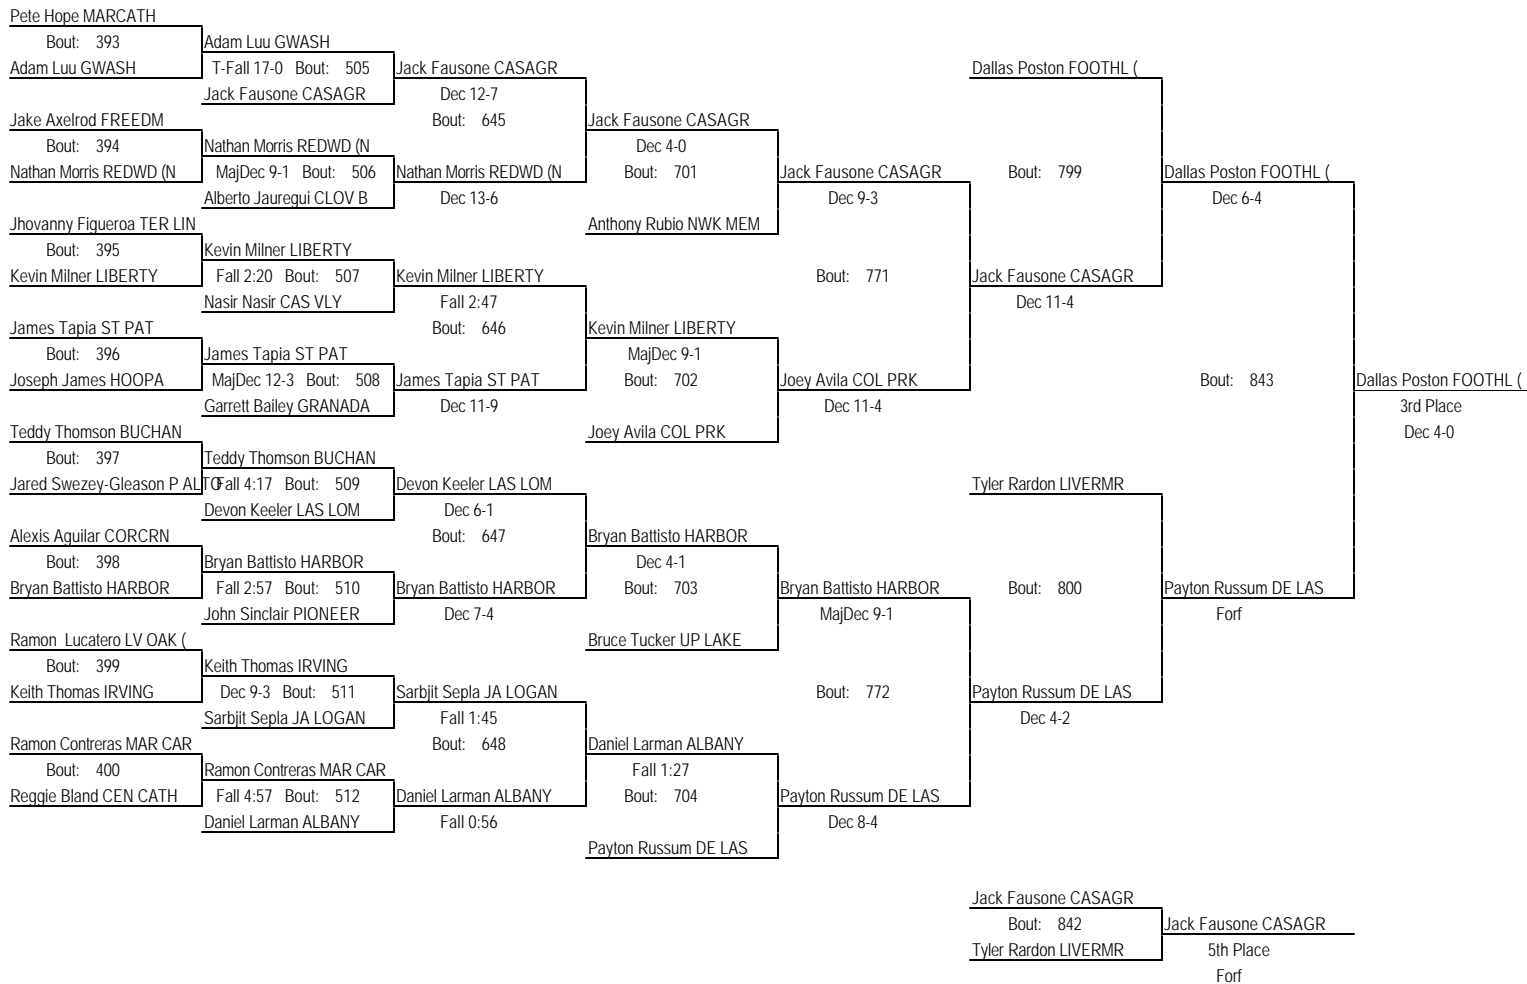 Pete Hope MARCATH
Bout: 393
Adam Luu GWASH
Jake Axelrod FREEDM
Bout: 394
Nathan Morris REDWD (N
Jhovanny Figueroa TER LIN
Bout: 395
Kevin Milner LIBERTY
James Tapia ST PAT
Bout: 396
Joseph James HOOPA
Teddy Thomson BUCHAN
Bout: 397
Jared Swezey-Gleason P ALTO
Alexis Aguilar CORCRN
Bout: 398
Bryan Battisto HARBOR
Ramon Lucatero LV OAK (
Bout: 399
Keith Thomas IRVING
Ramon Contreras MAR CAR
Bout: 400
Reggie Bland CEN CATH
Adam Luu GWASH
T-Fall 17-0 Bout: 505
Jack Fausone CASAGR
Nathan Morris REDWD (N
MajDec 9-1 Bout: 506
Alberto Jauregui CLOV B
Kevin Milner LIBERTY
Fall 2:20 Bout: 507
Nasir Nasir CAS VLY
James Tapia ST PAT
MajDec 12-3 Bout: 508
Garrett Bailey GRANADA
Teddy Thomson BUCHAN
Fall 4:17 Bout: 509
Devon Keeler LAS LOM
Bryan Battisto HARBOR
Fall 2:57 Bout: 510
John Sinclair PIONEER
Keith Thomas IRVING
Dec 9-3 Bout: 511
Sarbjit Sepla JA LOGAN
Ramon Contreras MAR CAR
Fall 4:57 Bout: 512
Daniel Larman ALBANY
Jack Fausone CASAGR
Dec 12-7
Bout: 645
Nathan Morris REDWD (N
Dec 13-6
Kevin Milner LIBERTY
Fall 2:47
Bout: 646
James Tapia ST PAT
Dec 11-9
Devon Keeler LAS LOM
Dec 6-1
Bout: 647
Bryan Battisto HARBOR
Dec 7-4
Sarbjit Sepla JA LOGAN
Fall 1:45
Bout: 648
Daniel Larman ALBANY
Fall 0:56
Jack Fausone CASAGR
Dec 4-0
Bout: 701
Anthony Rubio NWK MEM
Kevin Milner LIBERTY
MajDec 9-1
Bout: 702
Joey Avila COL PRK
Bryan Battisto HARBOR
Dec 4-1
Bout: 703
Bruce Tucker UP LAKE
Daniel Larman ALBANY
Fall 1:27
Bout: 704
Payton Russum DE LAS
Jack Fausone CASAGR
Dec 9-3
Bout: 771
Joey Avila COL PRK
Dec 11-4
Bryan Battisto HARBOR
MajDec 9-1
Bout: 772
Payton Russum DE LAS
Dec 8-4
Dallas Poston FOOTHL (
Bout: 799
Jack Fausone CASAGR
Dec 11-4
Tyler Rardon LIVERMR
Bout: 800
Payton Russum DE LAS
Dec 4-2
Dallas Poston FOOTHL (
Dec 6-4
Bout: 843
Payton Russum DE LAS
Forf
Dallas Poston FOOTHL (
3rd Place
Dec 4-0
Jack Fausone CASAGR
Bout: 842
Tyler Rardon LIVERMR
Jack Fausone CASAGR
5th Place
Forf